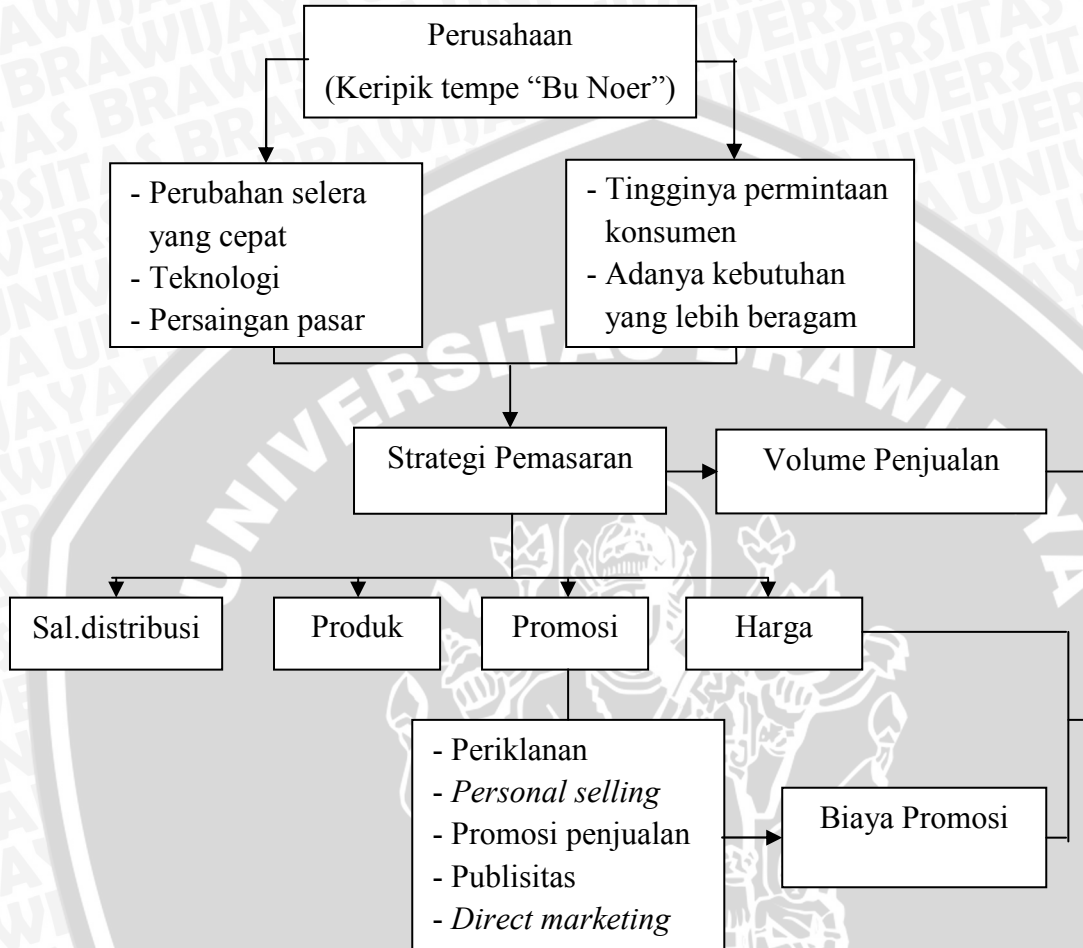 Perusahaan
(Keripik tempe “Bu Noer”)
- Perubahan selera
yang cepat
- Teknologi
- Persaingan pasar
- Tingginya permintaan
konsumen
- Adanya kebutuhan
yang lebih beragam
UNIVERSITAS BRAWIJAYA
Strategi Pemasaran
Volume Penjualan
Sal.distribusi
Produk
Promosi
Harga
- Periklanan
- Personal selling
- Promosi penjualan
- Publisitas
- Direct marketing
Biaya Promosi